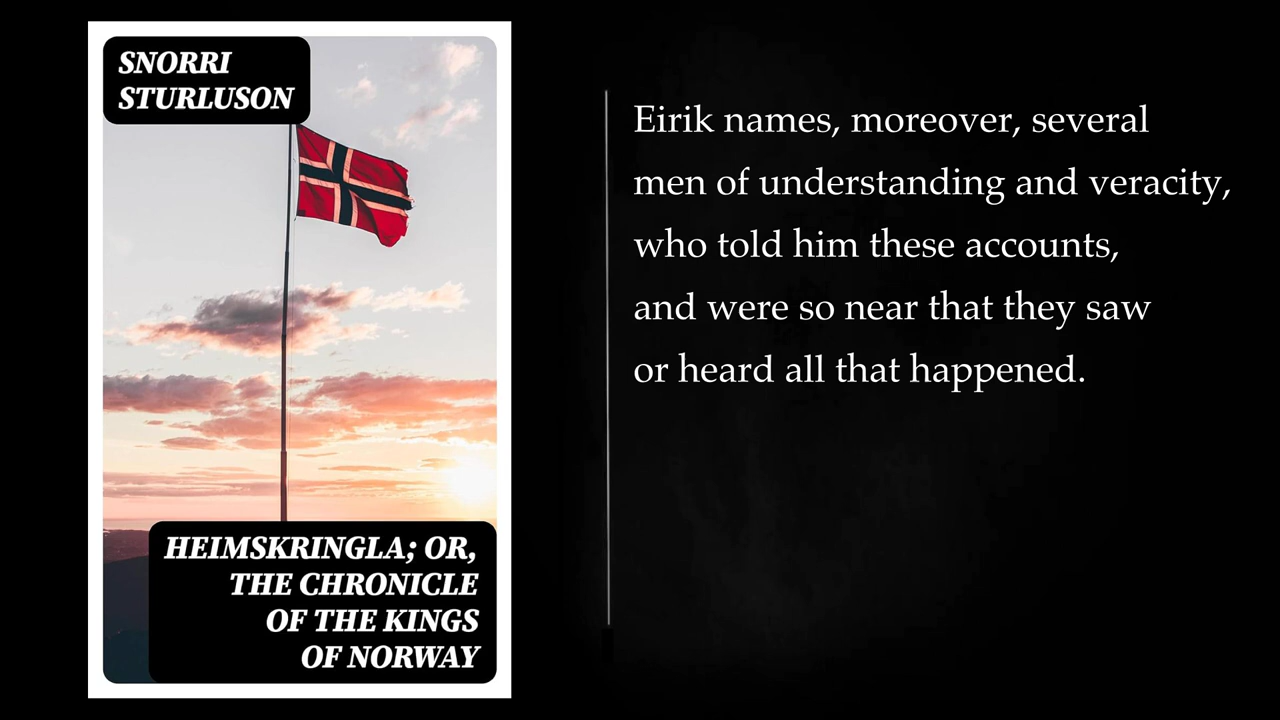 SNORRI
STURLUSON
HEIMSKRINGLA; OR,
THE CHRONICLE
OF THE KINGS
OF NORWAY
Eirik names, moreover, several
men of understanding and veracity,
who told him these accounts,
and were so near that they saw
or heard all that happened.